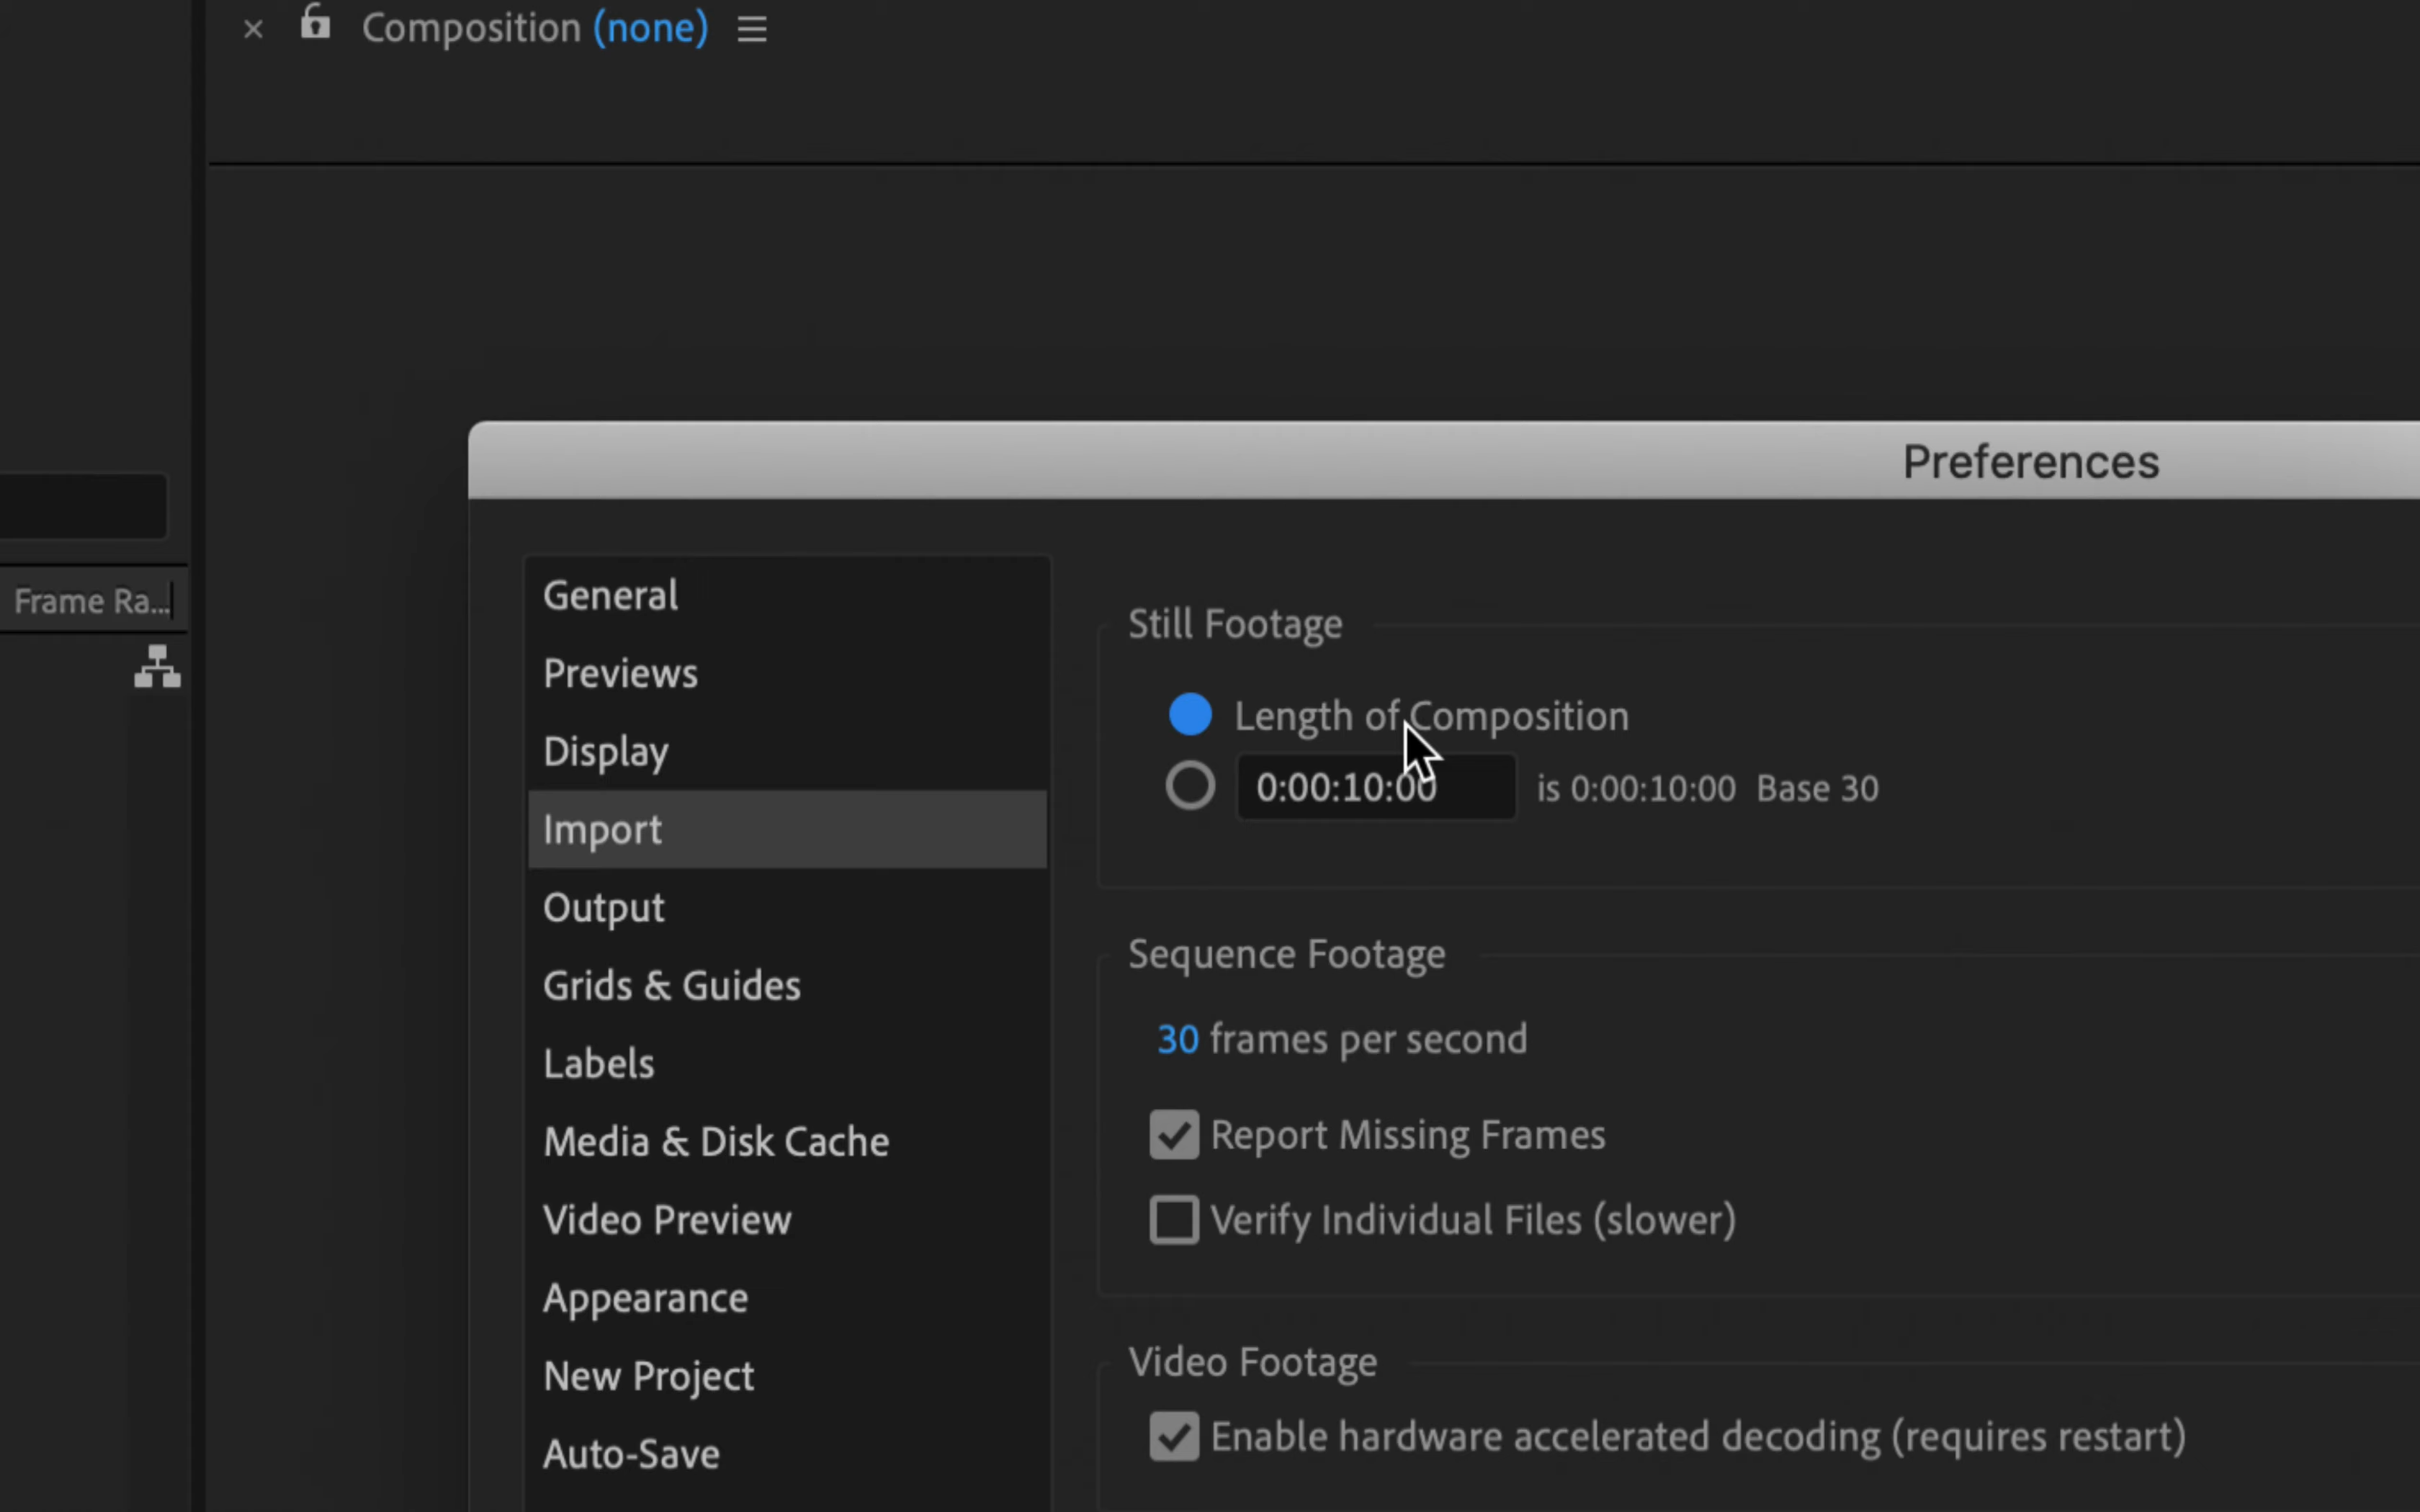 Composition (none)
Preferences
Frame Ra...
General
Previews
Display
Import
Output
Grids & Guides
Labels
Media & Disk Cache
Video Preview
Appearance
New Project
Auto-Save
Still Footage
Length of Composition
0:00:10:00 is 0:00:10:00 Base 30
Sequence Footage
30 frames per second
Report Missing Frames
Verify Individual Files (slower)
Video Footage
Enable hardware accelerated decoding (requires restart)